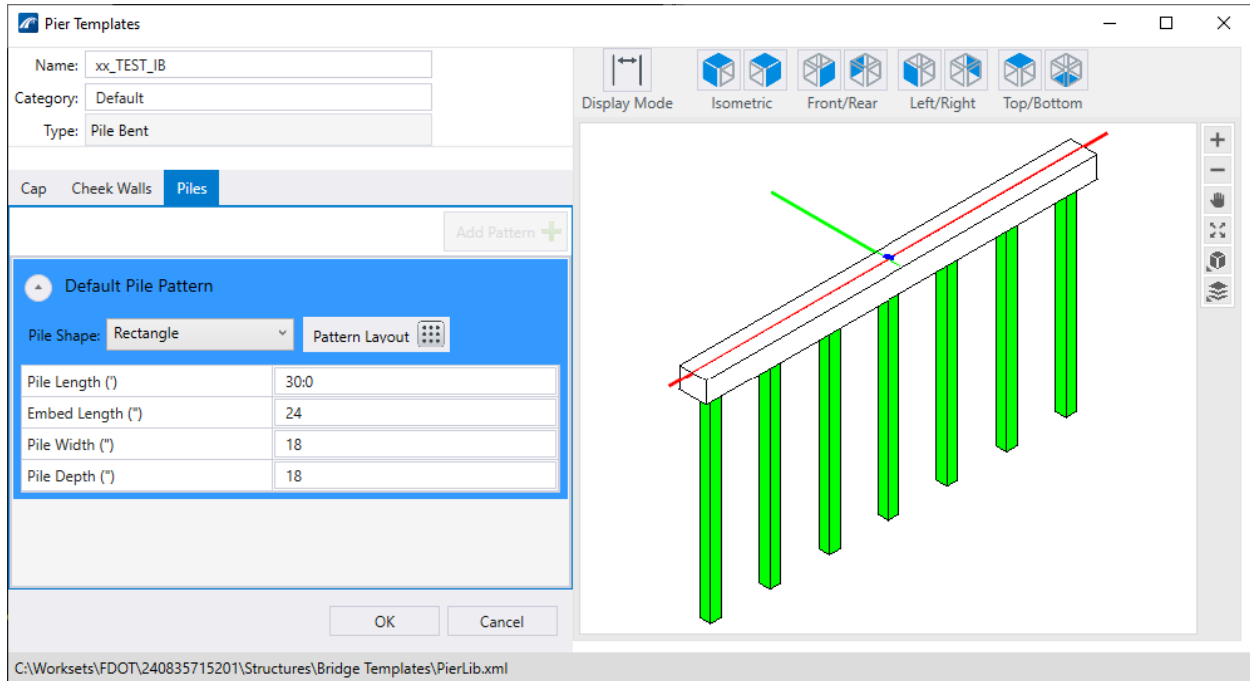 Pier Templates
Name: xx_TEST_IB
Category: Default
Type: Pile Bent
Display Mode Isometric Front/Rear Left/Right Top/Bottom
Cap Cheek Walls Piles
Add Pattern
Default Pile Pattern
Pile Shape: Rectangle Pattern Layout
Pile Length (') 30:0
Embed Length (") 24
Pile Width (") 18
Pile Depth (") 18
OK Cancel
C:\Worksets\FDOT\240835715201\Structures\Bridge Templates\PierLib.xml